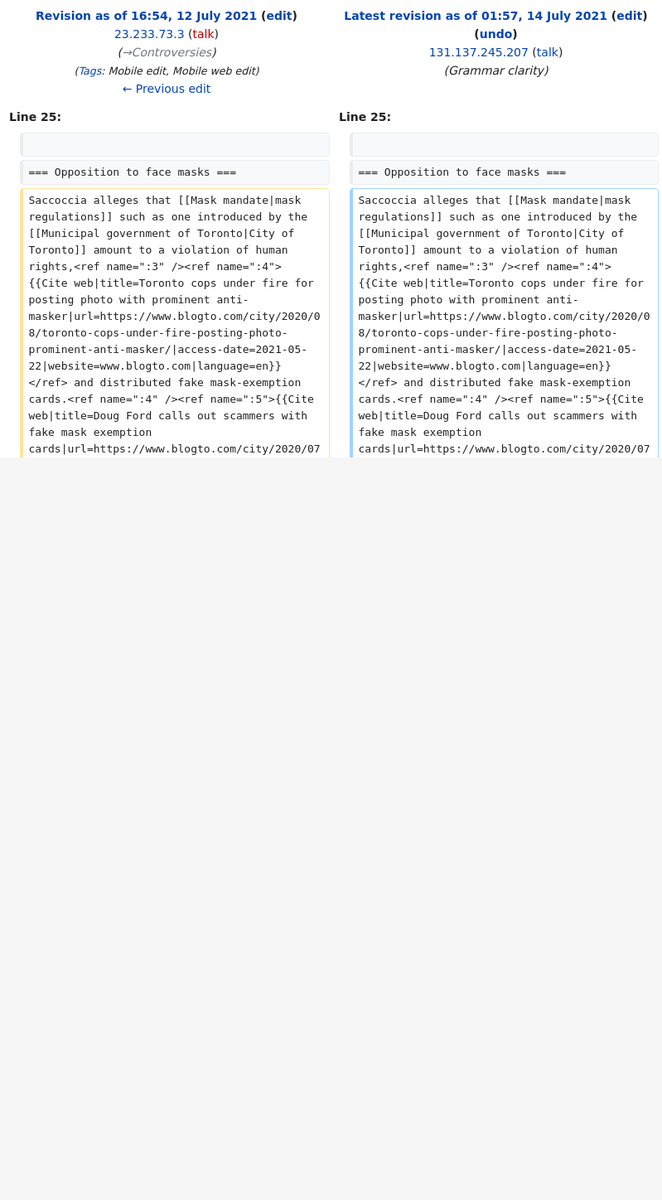 Revision as of 16:54, 12 July 2021 (edit)
23.233.73.3 (talk)
(→Controversies)
(Tags: Mobile edit, Mobile web edit)
← Previous edit
Latest revision as of 01:57, 14 July 2021 (edit)
(undo)
131.137.245.207 (talk)
(Grammar clarity)
Line 25:
Line 25:
=== Opposition to face masks ===
=== Opposition to face masks ===
Saccoccia alleges that [[Mask mandate|mask
regulations]] such as one introduced by the
[[Municipal government of Toronto|City of
Toronto]] amount to a violation of human
rights,<ref name=":3" /><ref name=":4">
{{Cite web|title=Toronto cops under fire for
posting photo with prominent anti-
masker|url=https://www.blogto.com/city/2020/0
8/toronto-cops-under-fire-posting-photo-
prominent-anti-masker/|access-date=2021-05-
22|website=www.blogto.com|language=en}}
</ref> and distributed fake mask-exemption
cards.<ref name=":4" /><ref name=":5">{{Cite
web|title=Doug Ford calls out scammers with
fake mask exemption
cards|url=https://www.blogto.com/city/2020/07
Saccoccia alleges that [[Mask mandate|mask
regulations]] such as one introduced by the
[[Municipal government of Toronto|City of
Toronto]] amount to a violation of human
rights,<ref name=":3" /><ref name=":4">
{{Cite web|title=Toronto cops under fire for
posting photo with prominent anti-
masker|url=https://www.blogto.com/city/2020/0
8/toronto-cops-under-fire-posting-photo-
prominent-anti-masker/|access-date=2021-05-
22|website=www.blogto.com|language=en}}
</ref> and distributed fake mask-exemption
cards.<ref name=":4" /><ref name=":5">{{Cite
web|title=Doug Ford calls out scammers with
fake mask exemption
cards|url=https://www.blogto.com/city/2020/07